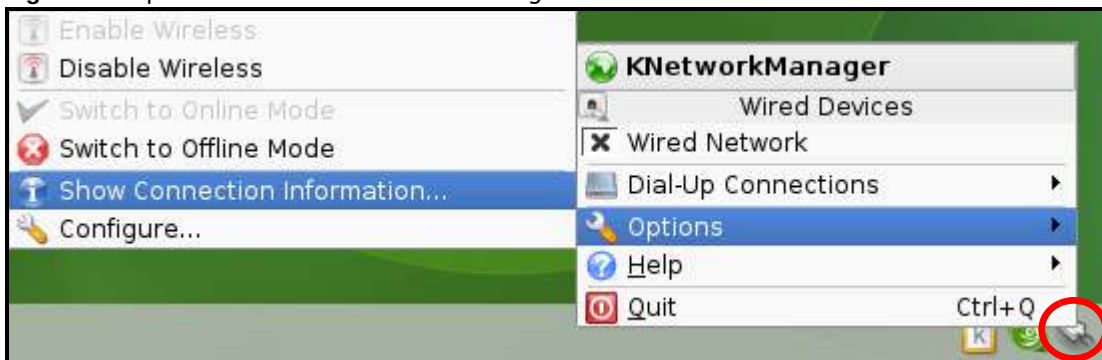 Enable Wireless
Disable Wireless
Switch to Online Mode
Switch to Offline Mode
Show Connection Information...
Configure...
KNetworkManager
Wired Devices
Wired Network
Dial-Up Connections
Options
Help
Quit Ctrl+Q
K